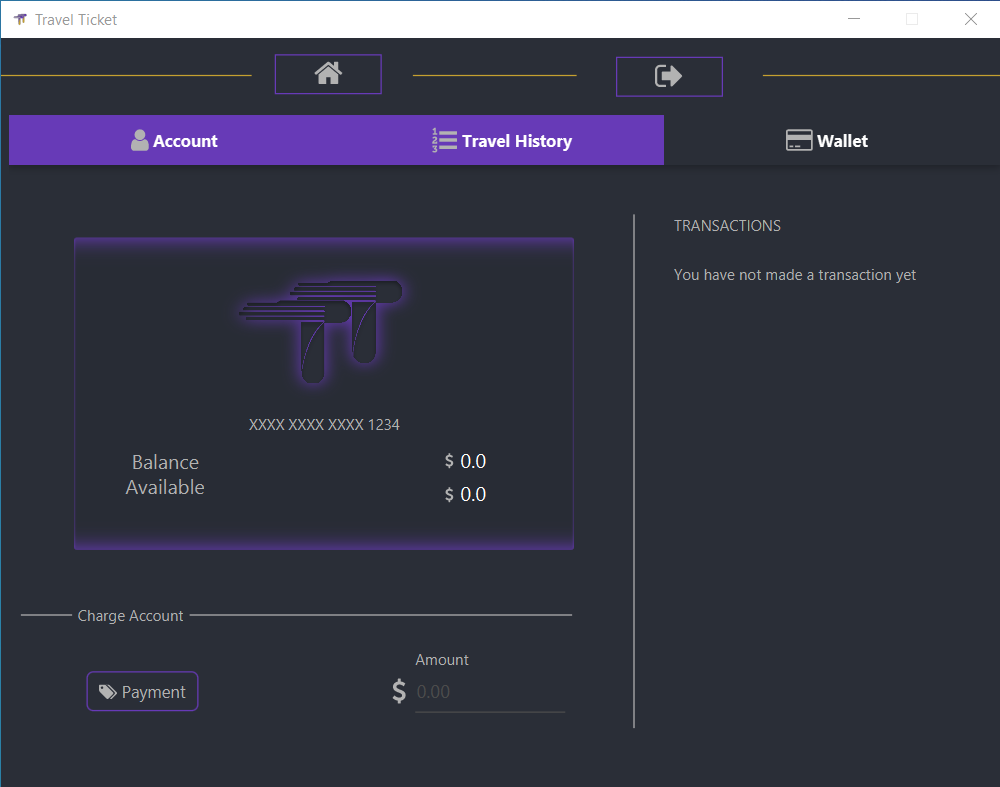 Travel Ticket
Account
Travel History
Wallet
TRANSACTIONS
You have not made a transaction yet
XXXX XXXX XXXX 1234
Balance
$ 0.0
Available
$ 0.0
Charge Account
Amount
Payment
$ 0.00